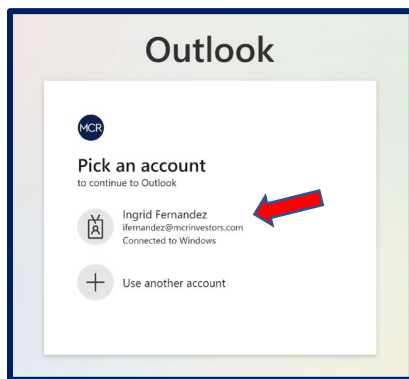 Outlook
MCR
Pick an account
to continue to Outlook
Ingrid Fernandez
ifernandez@mcrinvestors.com
Connected to Windows
Use another account